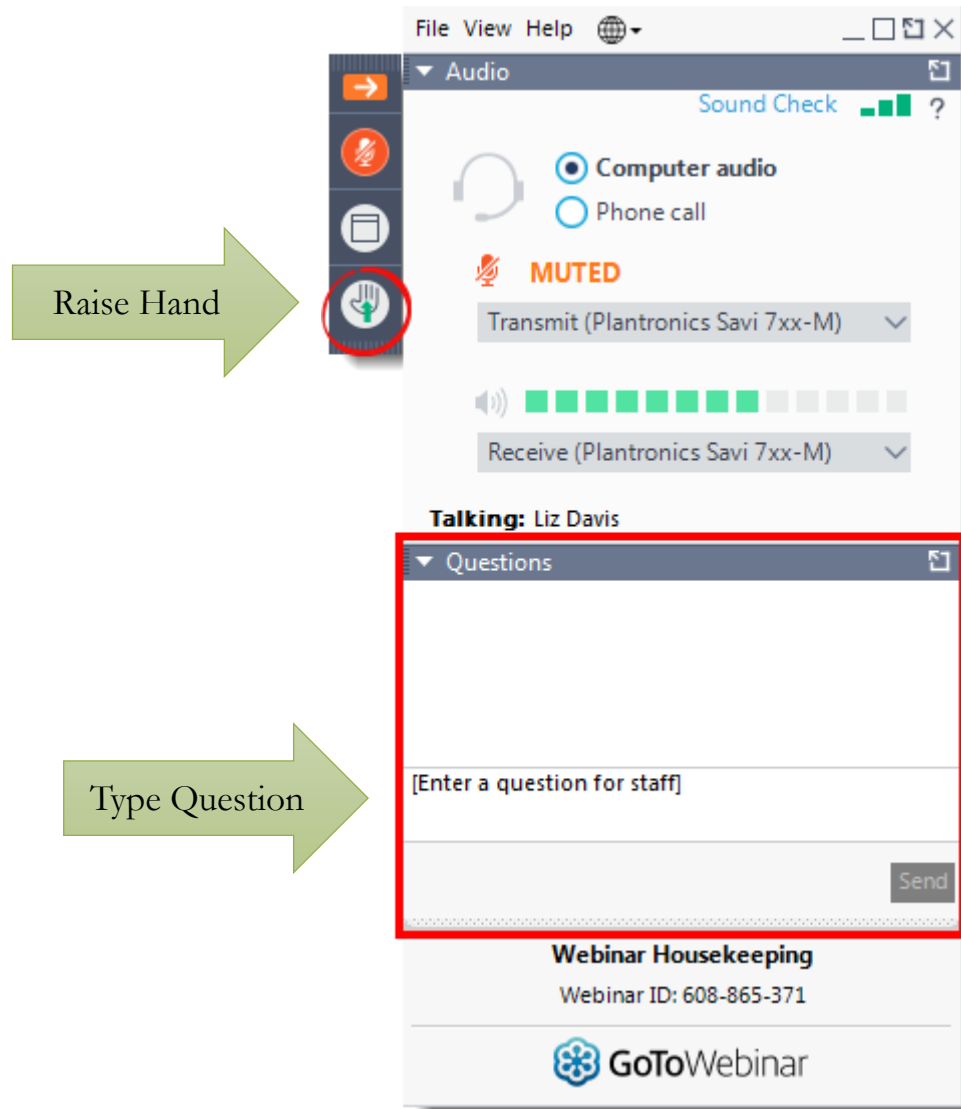 File View Help
Audio
Sound Check ?
Computer audio
Phone call
MUTED
Raise Hand
Transmit (Plantronics Savi 7xx-M)
Receive (Plantronics Savi 7xx-M)
Talking: Liz Davis
Questions
[Enter a question for staff]
Type Question
Send
Webinar Housekeeping
Webinar ID: 608-865-371
GoToWebinar